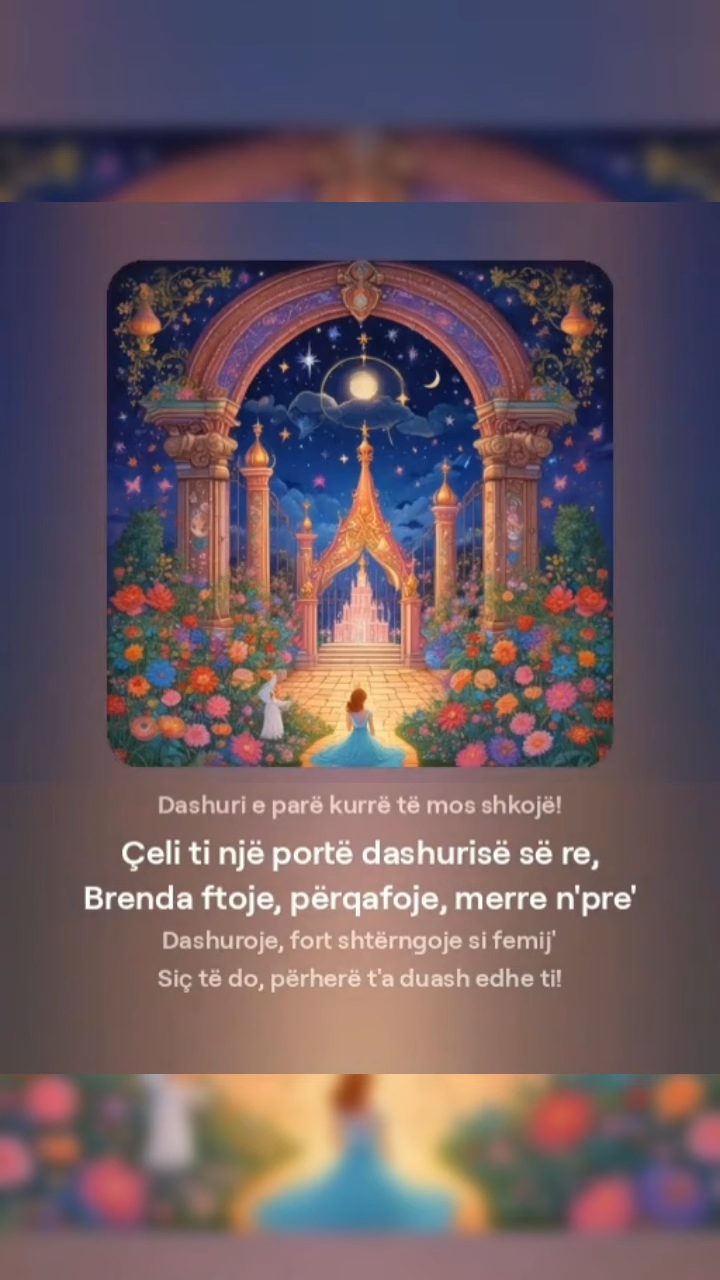 Dashuri e parë kurrë të mos shkojë!
Çeli ti një portë dashurisë së re,
Brenda ftoje, përqafoje, merre n'pre'
Dashuroje, fort shtërngoje si femij'
Siç të do, përherë t'a duash edhe ti!